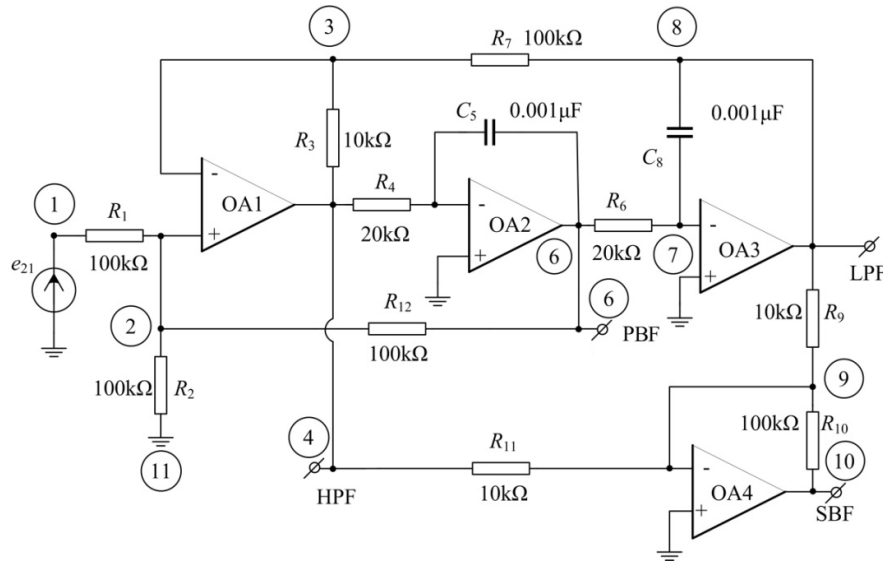 3
R7 100kΩ
8
C5
0.001μF
0.001μF
R3
10kΩ
C8
-
OA1
+
R4
20kΩ
-
OA2
+
6
R6
20kΩ
7
-
OA3
+
LPF
1
R1
100kΩ
e21
2
R12
100kΩ
6
PBF
10kΩ R9
100kΩ R2
9
11
4
HPF
R11
10kΩ
100kΩ R10
10
-
OA4
+
SBF